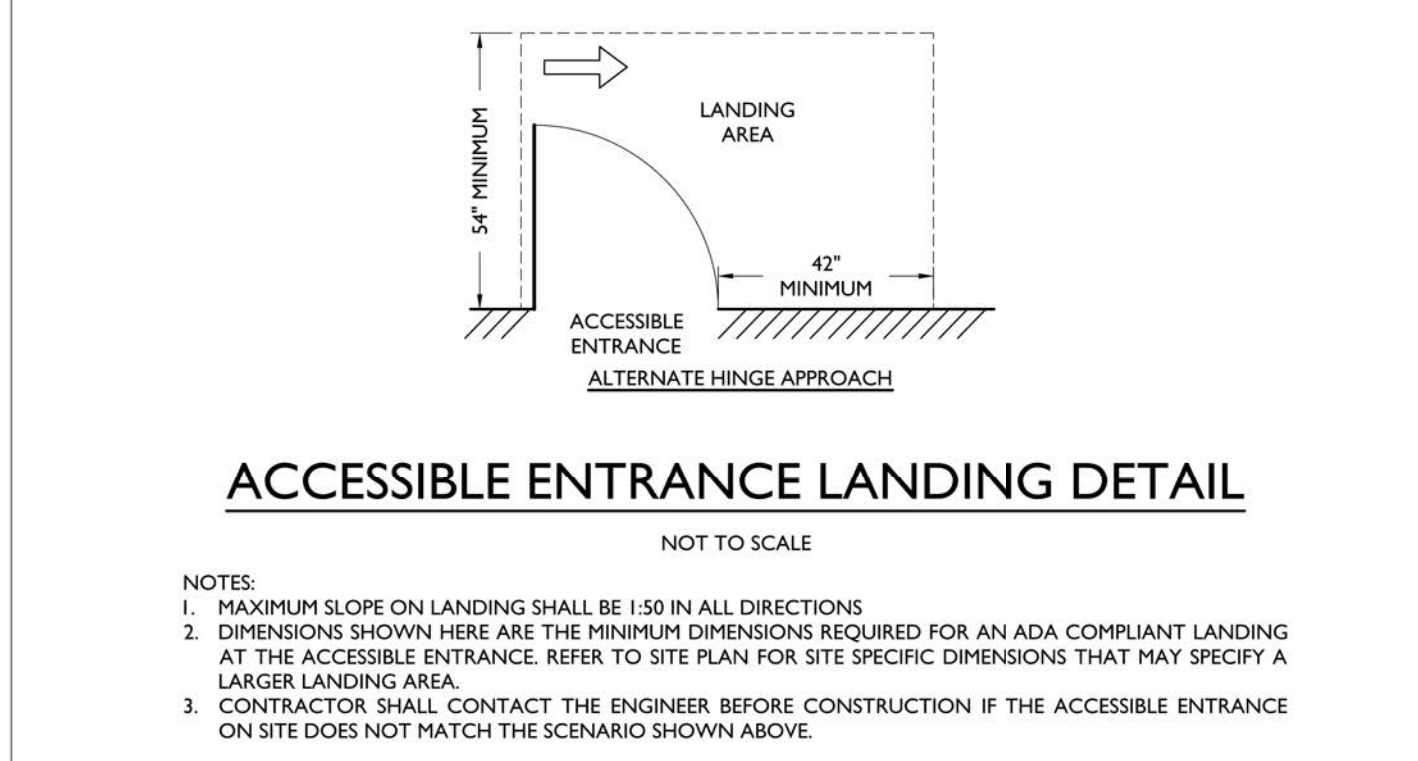 LANDING
AREA
54" MINIMUM
42"
MINIMUM
ACCESSIBLE
ENTRANCE
ALTERNATE HINGE APPROACH
ACCESSIBLE ENTRANCE LANDING DETAIL
NOT TO SCALE
NOTES:
1. MAXIMUM SLOPE ON LANDING SHALL BE 1:50 IN ALL DIRECTIONS
2. DIMENSIONS SHOWN HERE ARE THE MINIMUM DIMENSIONS REQUIRED FOR AN ADA COMPLIANT LANDING
AT THE ACCESSIBLE ENTRANCE. REFER TO SITE PLAN FOR SITE SPECIFIC DIMENSIONS THAT MAY SPECIFY A
LARGER LANDING AREA.
3. CONTRACTOR SHALL CONTACT THE ENGINEER BEFORE CONSTRUCTION IF THE ACCESSIBLE ENTRANCE
ON SITE DOES NOT MATCH THE SCENARIO SHOWN ABOVE.